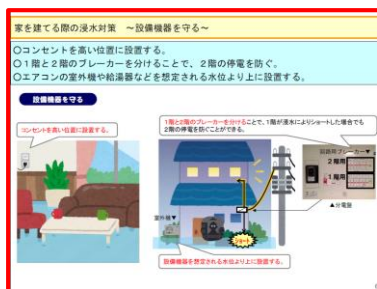 家を建てる際の浸水対策 ～設備機器を守る～
○コンセントを高い位置に設置する。
○1階と2階のブレーカーを分けることで、2階の停電を防ぐ。
○エアコンの室外機や給湯器などを想定される水位より上に設置する。
設備機器を守る
コンセントを高い位置に設置する。
1階と2階のブレーカーを分けることで、1階が浸水によりショートした場合でも
2階の停電を防ぐことができる。
回路用ブレーカー▼
2階用
1階用
▲分電盤
室外機▼
ショート
設備機器を想定される水位より上に設置する。